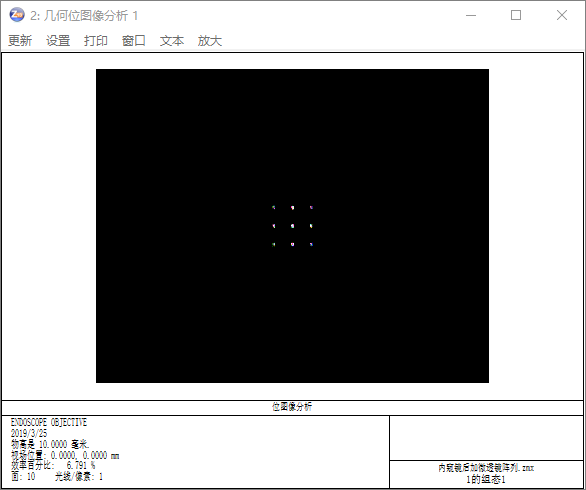 2: 几何位图像分析 1
更新 设置 打印 窗口 文本 放大
位图像分析
ENDOSCOPE OBJECTIVE
2019/3/25
物高是 10.0000 毫米.
视场位置: 0.0000, 0.0000 mm
效率百分比: 6.791 %
面: 10 光线/像素: 1
内窥镜后加微透镜阵列.zmx
1的组态1